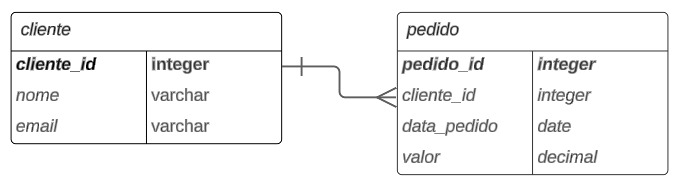 cliente
cliente_id integer
nome varchar
email varchar
pedido
pedido_id integer
cliente_id integer
data_pedido date
valor decimal